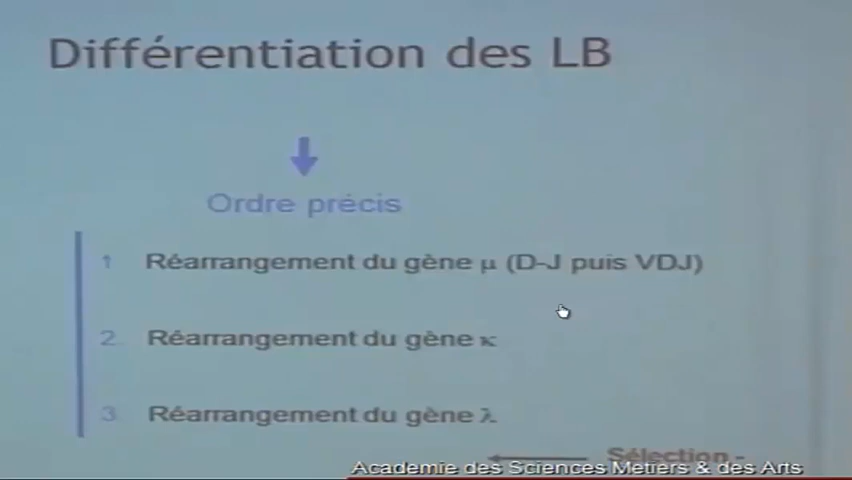 Différentiation des LB
Ordre précis
1 Réarrangement du gène μ (D-J puis VDJ)
2. Réarrangement du gène κ
3. Réarrangement du gène λ
Sélection -
Academie des Sciences Metiers & des Arts